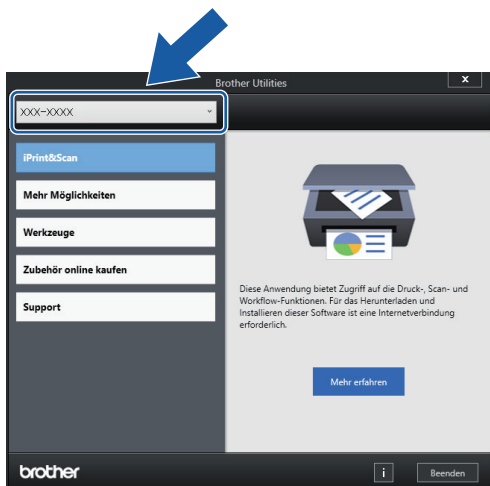 Brother Utilities
x
XXX-XXXX
iPrint&Scan
Mehr Möglichkeiten
Werkzeuge
Zubehör online kaufen
Support
Diese Anwendung bietet Zugriff auf die Druck-, Scan- und
Workflow-Funktionen. Für das Herunterladen und
Installieren dieser Software ist eine Internetverbindung
erforderlich.
Mehr erfahren
brother
i
Beenden